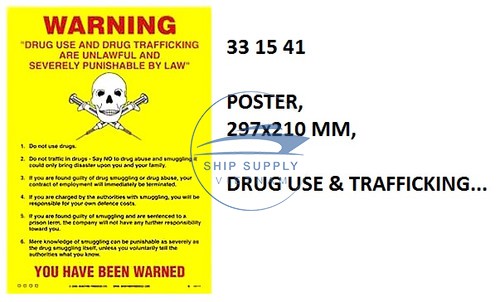 WARNING
"DRUG USE AND DRUG TRAFFICKING
ARE UNLAWFUL AND
SEVERELY PUNISHABLE BY LAW"
1. Do not use drugs.
2. Do not traffic in drugs - Say NO to drug abuse and smuggling it
could only bring disaster upon you and your family.
3. If you are found guilty of drug smuggling or drug abuse, your
contract of employment will immediately be terminated.
4. If you are charged by the authorities with smuggling, you will be
responsible for your own defence costs.
5. If you are found guilty of smuggling and are sentenced to a
prison term, the company will not have any further responsibility
toward you.
6. Mere knowledge of smuggling can be punishable as severely as
the drug smuggling itself, unless you voluntarily tell the
authorities what you know.
YOU HAVE BEEN WARNED
33 15 41
POSTER,
297x210 MM,
SHIP SUPPLY
VIETNAM
DRUG USE & TRAFFICKING...